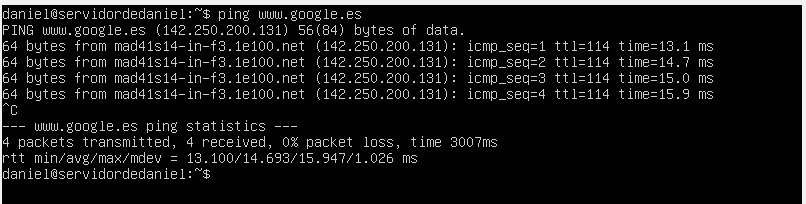 daniel@servidordedaniel:~$ ping www.google.es
PING www.google.es (142.250.200.131) 56(84) bytes of data.
64 bytes from mad41s14-in-f3.1e100.net (142.250.200.131): icmp_seq=1 ttl=114 time=13.1 ms
64 bytes from mad41s14-in-f3.1e100.net (142.250.200.131): icmp_seq=2 ttl=114 time=14.7 ms
64 bytes from mad41s14-in-f3.1e100.net (142.250.200.131): icmp_seq=3 ttl=114 time=15.0 ms
64 bytes from mad41s14-in-f3.1e100.net (142.250.200.131): icmp_seq=4 ttl=114 time=15.9 ms
^C
--- www.google.es ping statistics ---
4 packets transmitted, 4 received, 0% packet loss, time 3007ms
rtt min/avg/max/mdev = 13.100/14.693/15.947/1.026 ms
daniel@servidordedaniel:~$